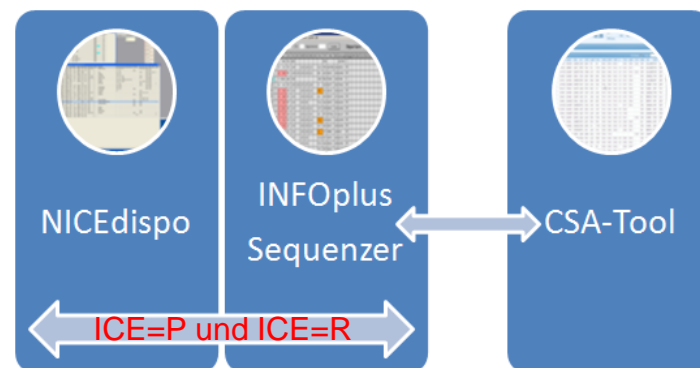 NICEdispo
INFOplus
Sequenzer
CSA-Tool
ICE=P und ICE=R